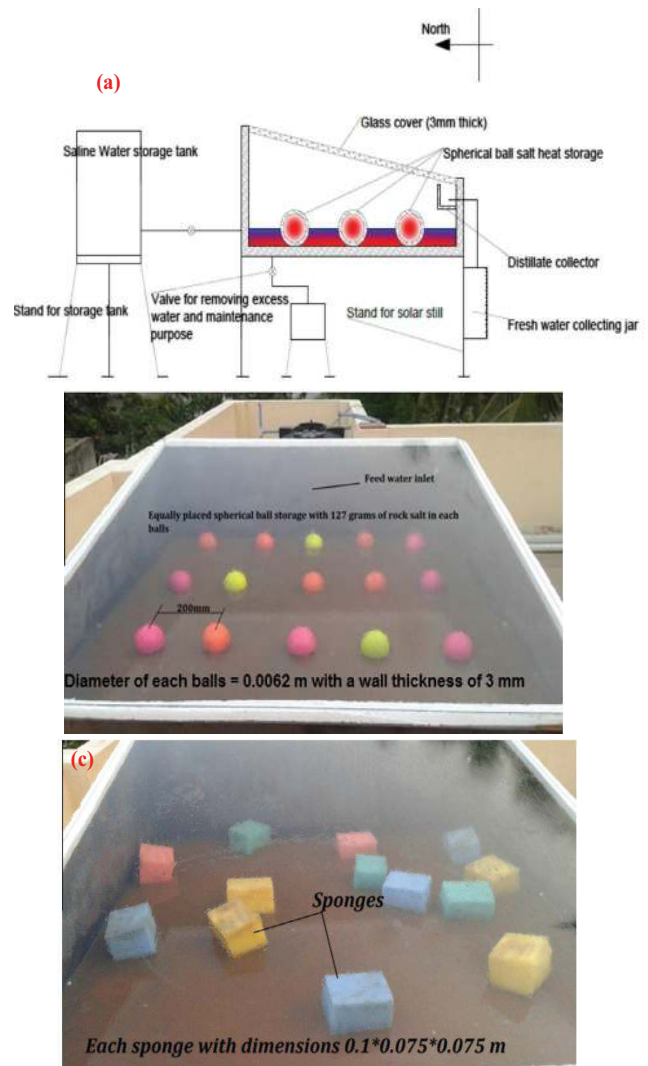 North
(a)
Glass cover (3mm thick)
Saline Water storage tank
Spherical ball salt heat storage
Distillate collector
Valve for removing excess
water and maintenance
purpose
Stand for storage tank
Stand for solar still
Fresh water collecting jar
Feed water inlet
Equally placed spherical ball storage with 127 grams of rock salt in each
balls
200mm
Diameter of each balls = 0.0062 m with a wall thickness of 3 mm
(c)
Sponges
Each sponge with dimensions 0.1*0.075*0.075 m